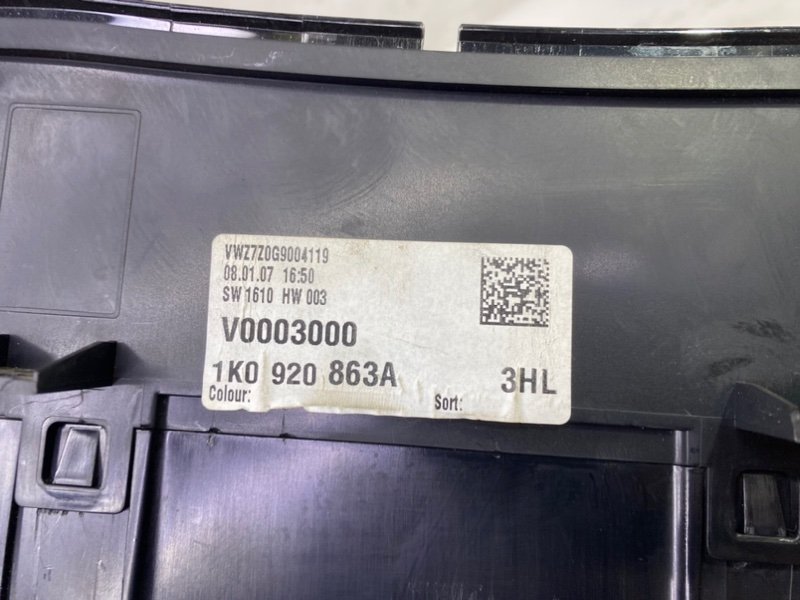 VWZ7Z0G9004119
08.01.07 16:50
SW 1610 HW 003
V0003000
1K0 920 863A 3HL
Colour: Sort: